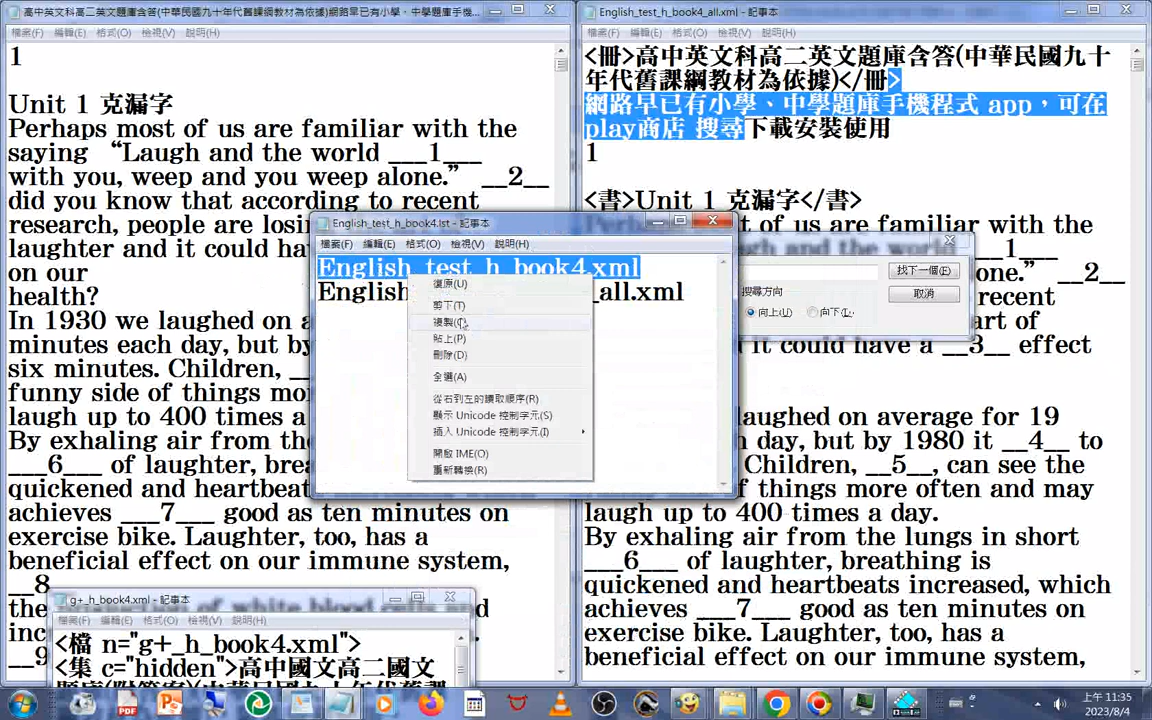 高中英文科高二英文題庫含答(中華民國九十年代舊課綱教材為依據)網路早已有小學、中學題庫手機...
檔案(F) 編輯(E) 格式(O) 檢視(V) 說明(H)
1
Unit 1 克漏字
Perhaps most of us are familiar with the
saying “Laugh and the world ___1___
with you, weep and you weep alone.” __2__
did you know that according to recent
research, people are losi
laughter and it could ha
on our
health?
In 1930 we laughed on a
minutes each day, but by
six minutes. Children, __
funny side of things mor
laugh up to 400 times a
By exhaling air from the
___6___ of laughter, brea
quickened and heartbeat
achieves ___7___ good as ten minutes on
exercise bike. Laughter, too, has a
beneficial effect on our immune system,
__8
the
inc
__9
English_test_h_book4_all.xml - 記事本
檔案(F) 編輯(E) 格式(O) 檢視(V) 說明(H)
<冊>高中英文科高二英文題庫含答(中華民國九十
年代舊課綱教材為依據)</冊>
網路早已有小學、中學題庫手機程式 app，可在
play商店 搜尋下載安裝使用
1
<書>Unit 1 克漏字</書>
of us are familiar with the
__1___
one.” __2__
recent
art of
it could have a __3__ effect
laughed on average for 19
h day, but by 1980 it __4__ to
Children, __5__, can see the
f things more often and may
laugh up to 400 times a day.
By exhaling air from the lungs in short
___6___ of laughter, breathing is
quickened and heartbeats increased, which
achieves ___7___ good as ten minutes on
exercise bike. Laughter, too, has a
beneficial effect on our immune system,
English_test_h_book4.lst - 記事本
檔案(F) 編輯(E) 格式(O) 檢視(V) 說明(H)
English_test_h_book4.xml
English
_all.xml
復原(U)
剪下(T)
複製(C)
貼上(P)
刪除(D)
全選(A)
從右到左的讀取順序(R)
顯示 Unicode 控制字元(S)
插入 Unicode 控制字元(I)
開啟 IME(O)
重新轉換(R)
找下一個(F)
搜尋方向
取消
向上(U) 向下(D)
g+_h_book4.xml - 記事本
檔案(F) 編輯(E) 格式(O) 檢視(V) 說明(H)
<檔 n="g+_h_book4.xml">
<集 c="hidden">高中國文高二國文
上午 11:35
2023/8/4